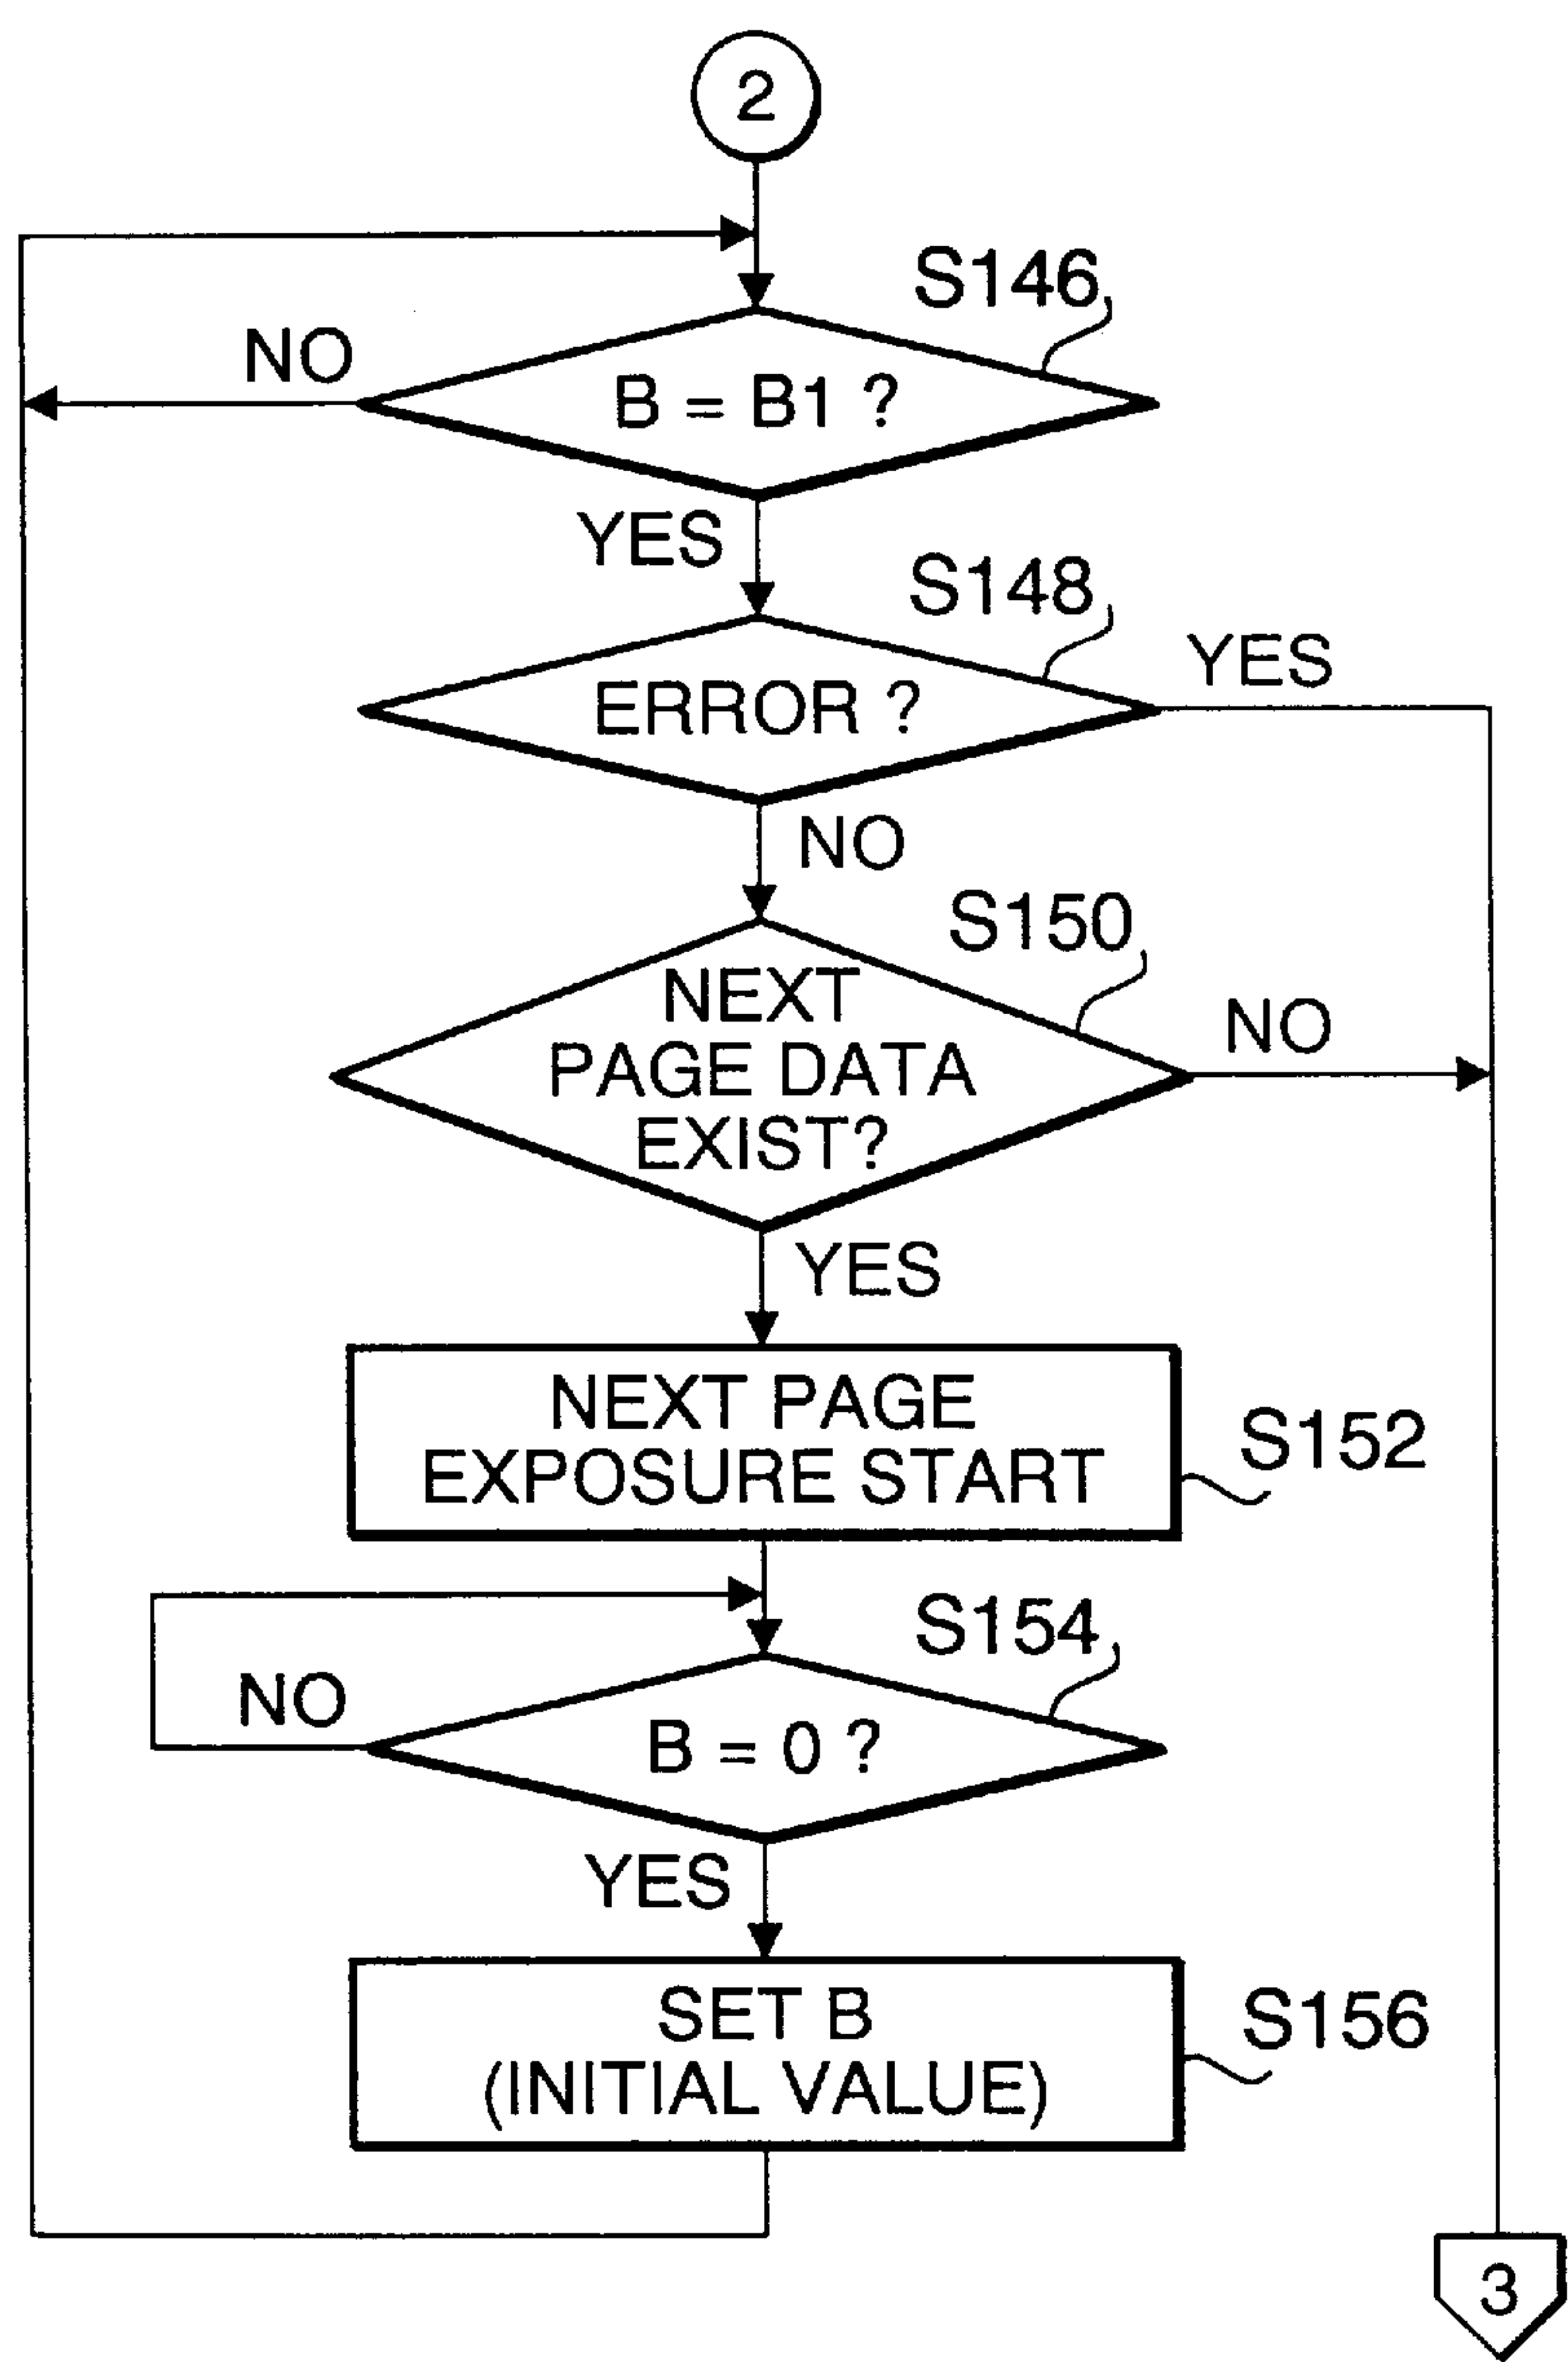 2
S146
NO
B = B1 ?
YES
S148
YES
ERROR ?
NO
S150
NEXT
PAGE DATA
EXIST?
NO
YES
NEXT PAGE
EXPOSURE START
S152
S154
NO
B = 0 ?
YES
SET B
(INITIAL VALUE)
S156
3